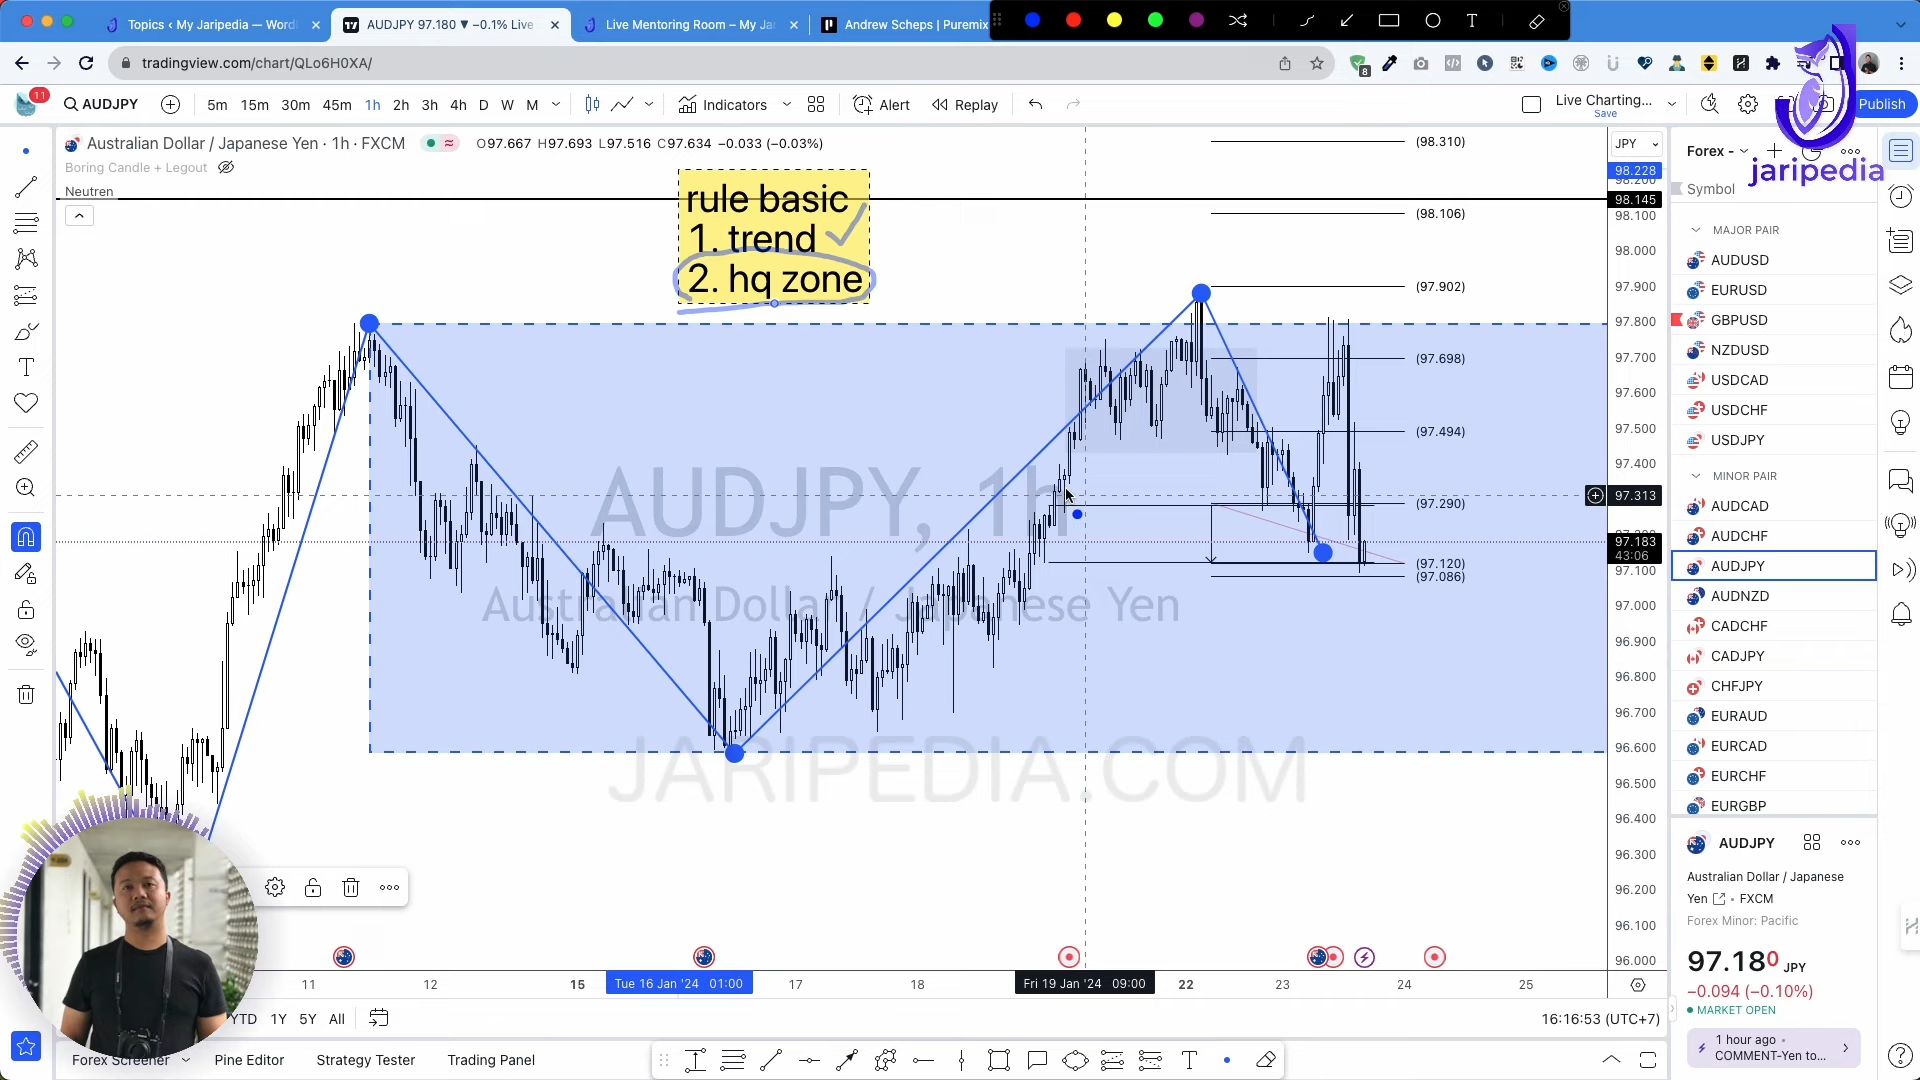 Topics ‹ My Jaripedia — Word
AUDJPY 97.180 ▼ −0.1% Live
Live Mentoring Room – My Ja
Andrew Scheps | Puremix
tradingview.com/chart/QLo6H0XA/
8
11
AUDJPY
5m 15m 30m 45m 1h 2h 3h 4h D W M
Indicators
Alert
Replay
Live Charting...
Save
Publish
jaripedia
Australian Dollar / Japanese Yen · 1h · FXCM
O97.667 H97.693 L97.516 C97.634 −0.033 (−0.03%)
Boring Candle + Legout
Neutren
rule basic
1. trend
2. hq zone
(98.310)
(98.106)
(97.902)
(97.698)
(97.494)
(97.290)
(97.120)
(97.086)
AUDJPY, 1h
Australian Dollar / Japanese Yen
JARIPEDIA.COM
JPY
98.228
98.200
98.145
98.100
98.000
97.900
97.800
97.700
97.600
97.500
97.400
97.313
97.183
43:06
97.100
97.000
96.900
96.800
96.700
96.600
96.500
96.400
96.300
96.200
96.100
96.000
Forex -
Symbol
MAJOR PAIR
AUDUSD
EURUSD
GBPUSD
NZDUSD
USDCAD
USDCHF
USDJPY
MINOR PAIR
AUDCAD
AUDCHF
AUDJPY
AUDNZD
CADCHF
CADJPY
CHFJPY
EURAUD
EURCAD
EURCHF
EURGBP
AUDJPY
Australian Dollar / Japanese
Yen • FXCM
Forex Minor: Pacific
97.180 JPY
−0.094 (−0.10%)
MARKET OPEN
1 hour ago •
COMMENT-Yen to...
11 12 15 Tue 16 Jan '24 01:00 17 18 Fri 19 Jan '24 09:00 22 23 24 25
YTD 1Y 5Y All
16:16:53 (UTC+7)
Forex Screener
Pine Editor
Strategy Tester
Trading Panel